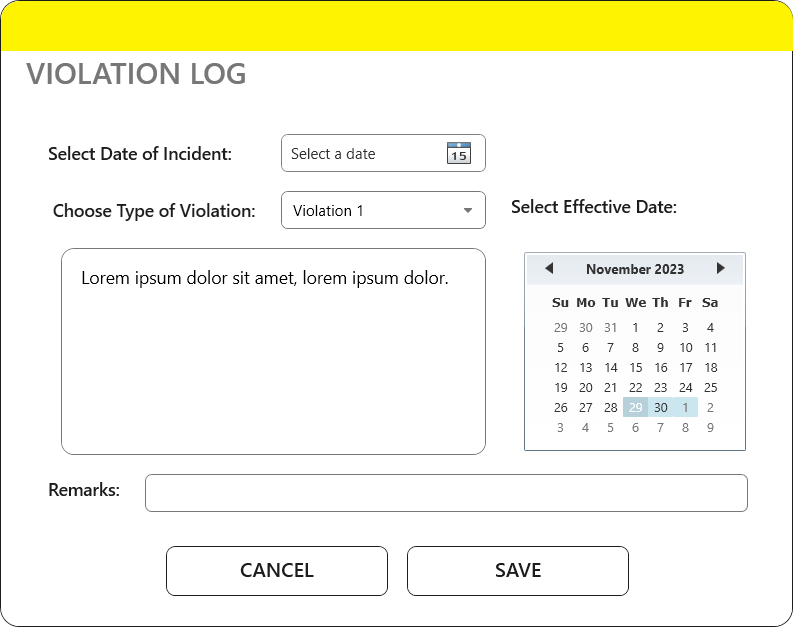 VIOLATION LOG
Select Date of Incident:
Select a date
15
Choose Type of Violation:
Violation 1
Select Effective Date:
Lorem ipsum dolor sit amet, lorem ipsum dolor.
November 2023
Su Mo Tu We Th Fr Sa
29 30 31 1 2 3 4
5 6 7 8 9 10 11
12 13 14 15 16 17 18
19 20 21 22 23 24 25
26 27 28 29 30 1 2
3 4 5 6 7 8 9
Remarks:
CANCEL
SAVE